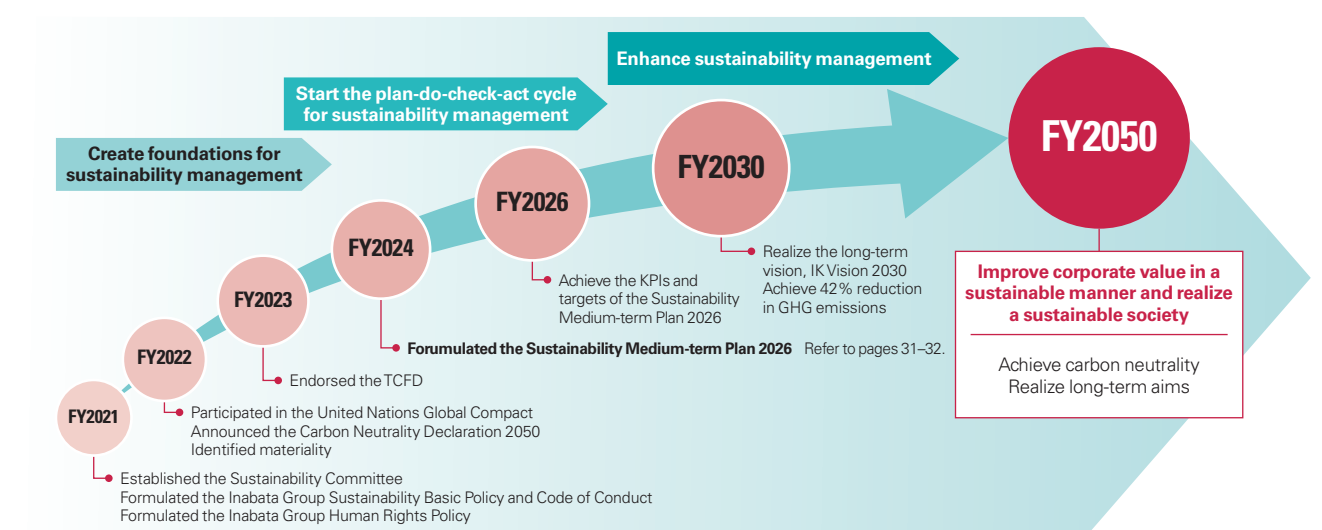 Enhance sustainability management
Start the plan-do-check-act cycle
for sustainability management
Create foundations for
sustainability management
FY2021
FY2022
FY2023
FY2024
FY2026
FY2030
FY2050
Established the Sustainability Committee
Formulated the Inabata Group Sustainability Basic Policy and Code of Conduct
Formulated the Inabata Group Human Rights Policy
Participated in the United Nations Global Compact
Announced the Carbon Neutrality Declaration 2050
Identified materiality
Endorsed the TCFD
Forumulated the Sustainability Medium-term Plan 2026 Refer to pages 31–32.
Achieve the KPIs and
targets of the Sustainability
Medium-term Plan 2026
Realize the long-term
vision, IK Vision 2030
Achieve 42% reduction
in GHG emissions
Improve corporate value in a
sustainable manner and realize
a sustainable society
Achieve carbon neutrality
Realize long-term aims